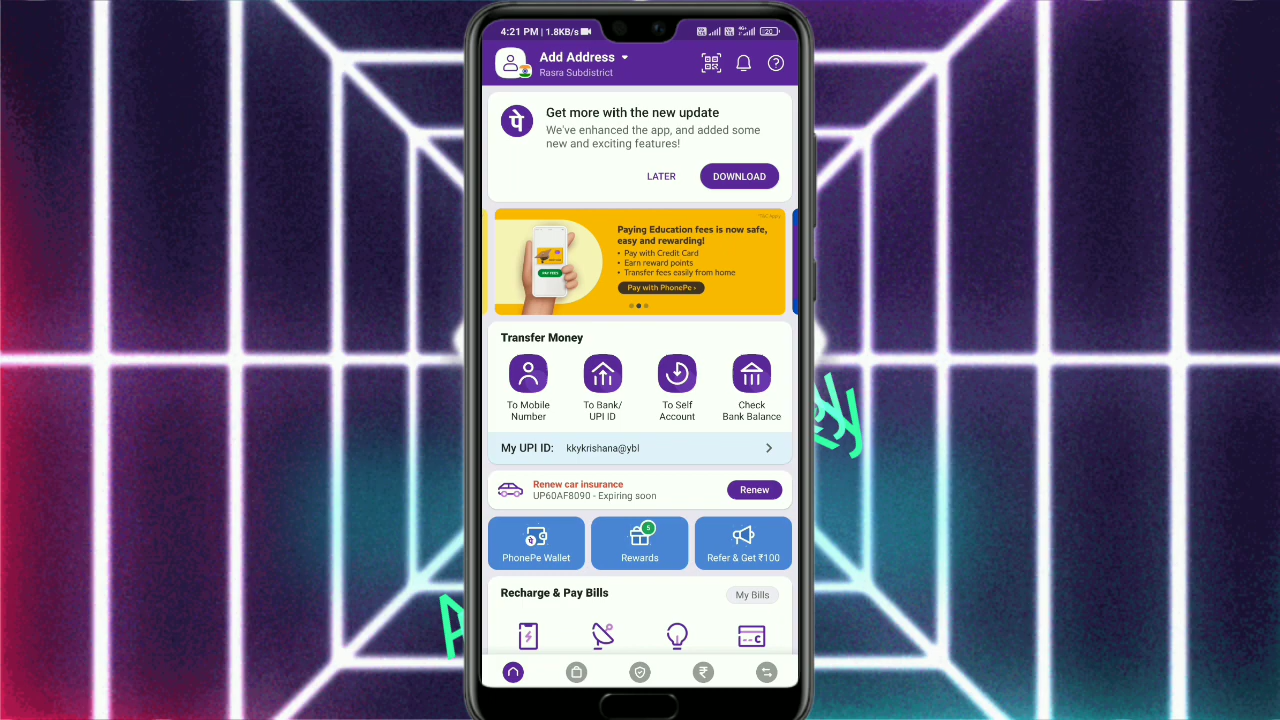 4:21 PM | 1.8KB/s
Add Address
Rasra Subdistrict
पे
Get more with the new update
We've enhanced the app, and added some
new and exciting features!
LATER
DOWNLOAD
Paying Education fees is now safe,
easy and rewarding!
• Pay with Credit Card
• Earn reward points
• Transfer fees easily from home
Pay with PhonePe ›
PAY FEES
Transfer Money
To Mobile
Number
To Bank/
UPI ID
To Self
Account
Check
Bank Balance
My UPI ID: kkykrishana@ybl
Renew car insurance
UP60AF8090 - Expiring soon
Renew
PhonePe Wallet
5
Rewards
Refer & Get ₹100
Recharge & Pay Bills
My Bills